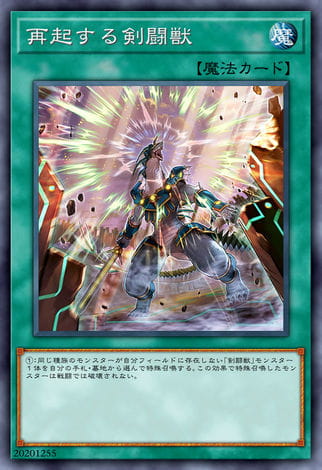 再起する剣闘獣
魔
【魔法カード】
①:同じ種族のモンスターが自分フィールドに存在しない「剣闘獣」モンスター
1体を自分の手札・墓地から選んで特殊召喚する。この効果で特殊召喚したモン
スターは戦闘では破壊されない。
20201255